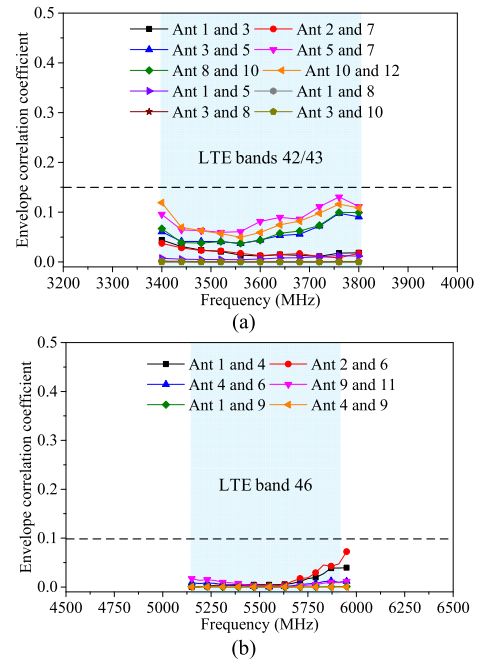 0.5
0.4
0.3
0.2
0.1
0.0
Envelope correlation coefficient
Ant 1 and 3 Ant 2 and 7
Ant 3 and 5 Ant 5 and 7
Ant 8 and 10 Ant 10 and 12
Ant 1 and 5 Ant 1 and 8
Ant 3 and 8 Ant 3 and 10
LTE bands 42/43
3200 3300 3400 3500 3600 3700 3800 3900 4000
Frequency (MHz)
(a)
0.5
0.4
0.3
0.2
0.1
0.0
Envelope correlation coefficient
Ant 1 and 4 Ant 2 and 6
Ant 4 and 6 Ant 9 and 11
Ant 1 and 9 Ant 4 and 9
LTE band 46
4500 4750 5000 5250 5500 5750 6000 6250 6500
Frequency (MHz)
(b)